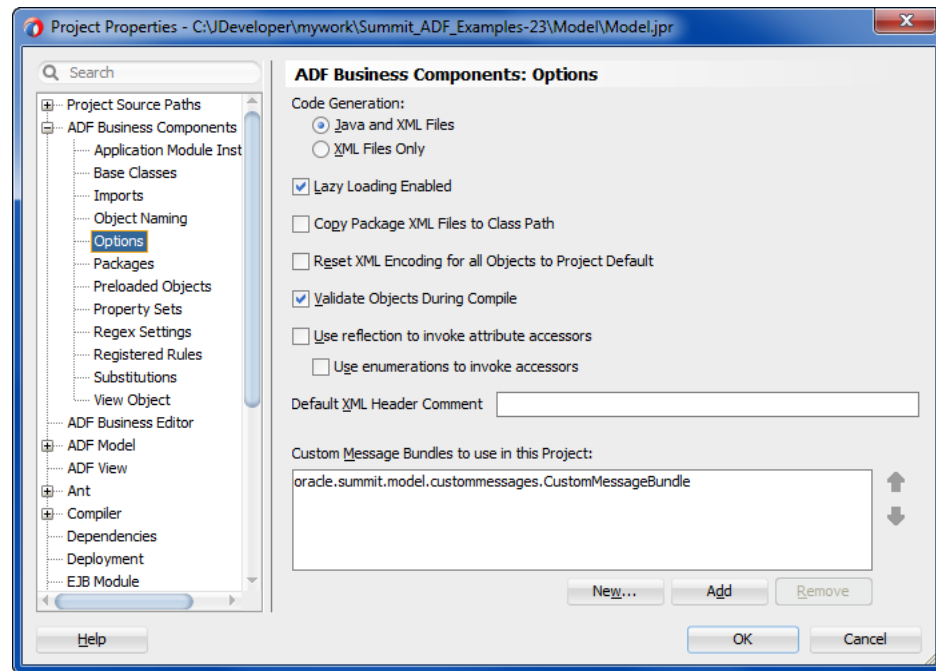 Project Properties - C:\JDeveloper\mywork\Summit_ADF_Examples-23\Model\Model.jpr
Search
Project Source Paths
ADF Business Components
Application Module Inst
Base Classes
Imports
Object Naming
Options
Packages
Preloaded Objects
Property Sets
Regex Settings
Registered Rules
Substitutions
View Object
ADF Business Editor
ADF Model
ADF View
Ant
Compiler
Dependencies
Deployment
EJB Module
ADF Business Components: Options
Code Generation:
Java and XML Files
XML Files Only
Lazy Loading Enabled
Copy Package XML Files to Class Path
Reset XML Encoding for all Objects to Project Default
Validate Objects During Compile
Use reflection to invoke attribute accessors
Use enumerations to invoke accessors
Default XML Header Comment
Custom Message Bundles to use in this Project:
oracle.summit.model.custommessages.CustomMessageBundle
New... Add Remove
Help OK Cancel